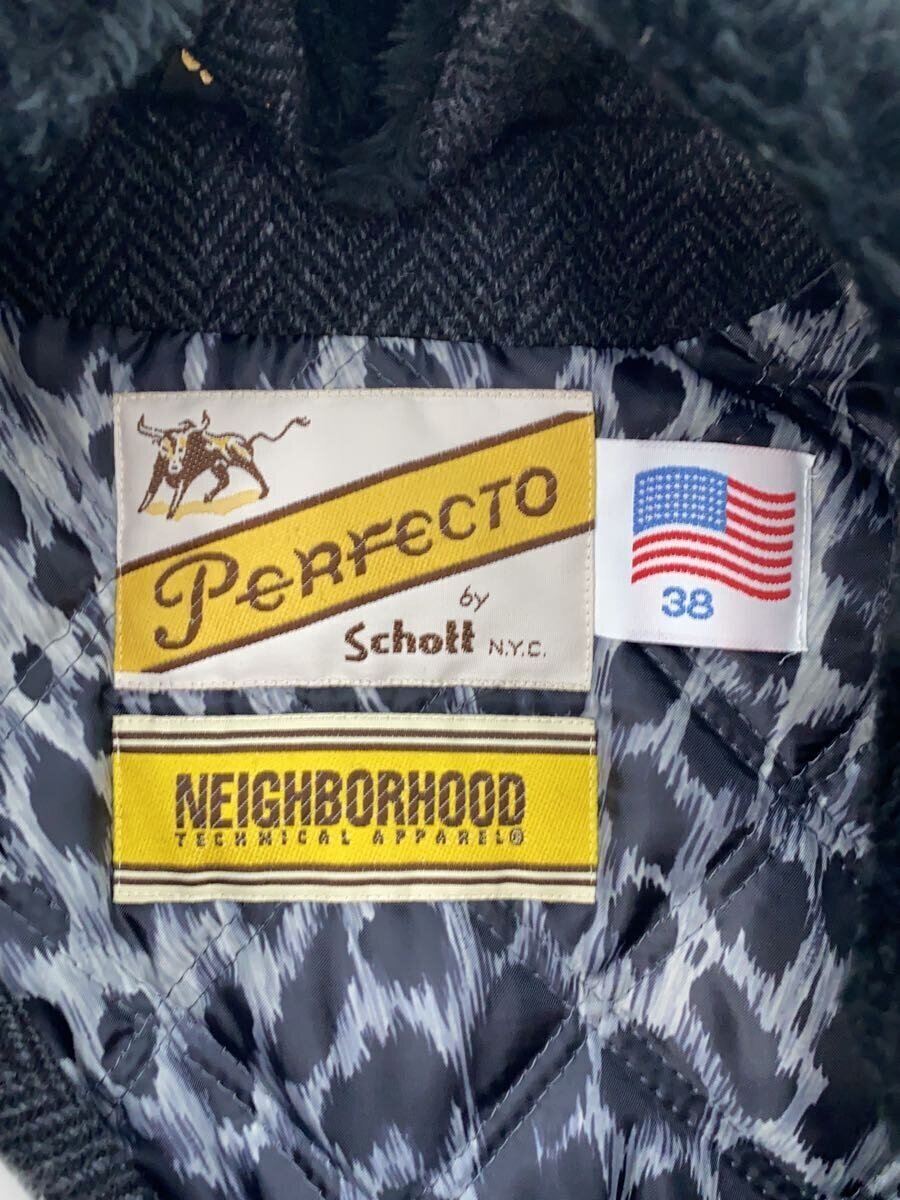 PERFECTO
by
Schott N.Y.C.
38
NEIGHBORHOOD
TECHNICAL APPAREL®